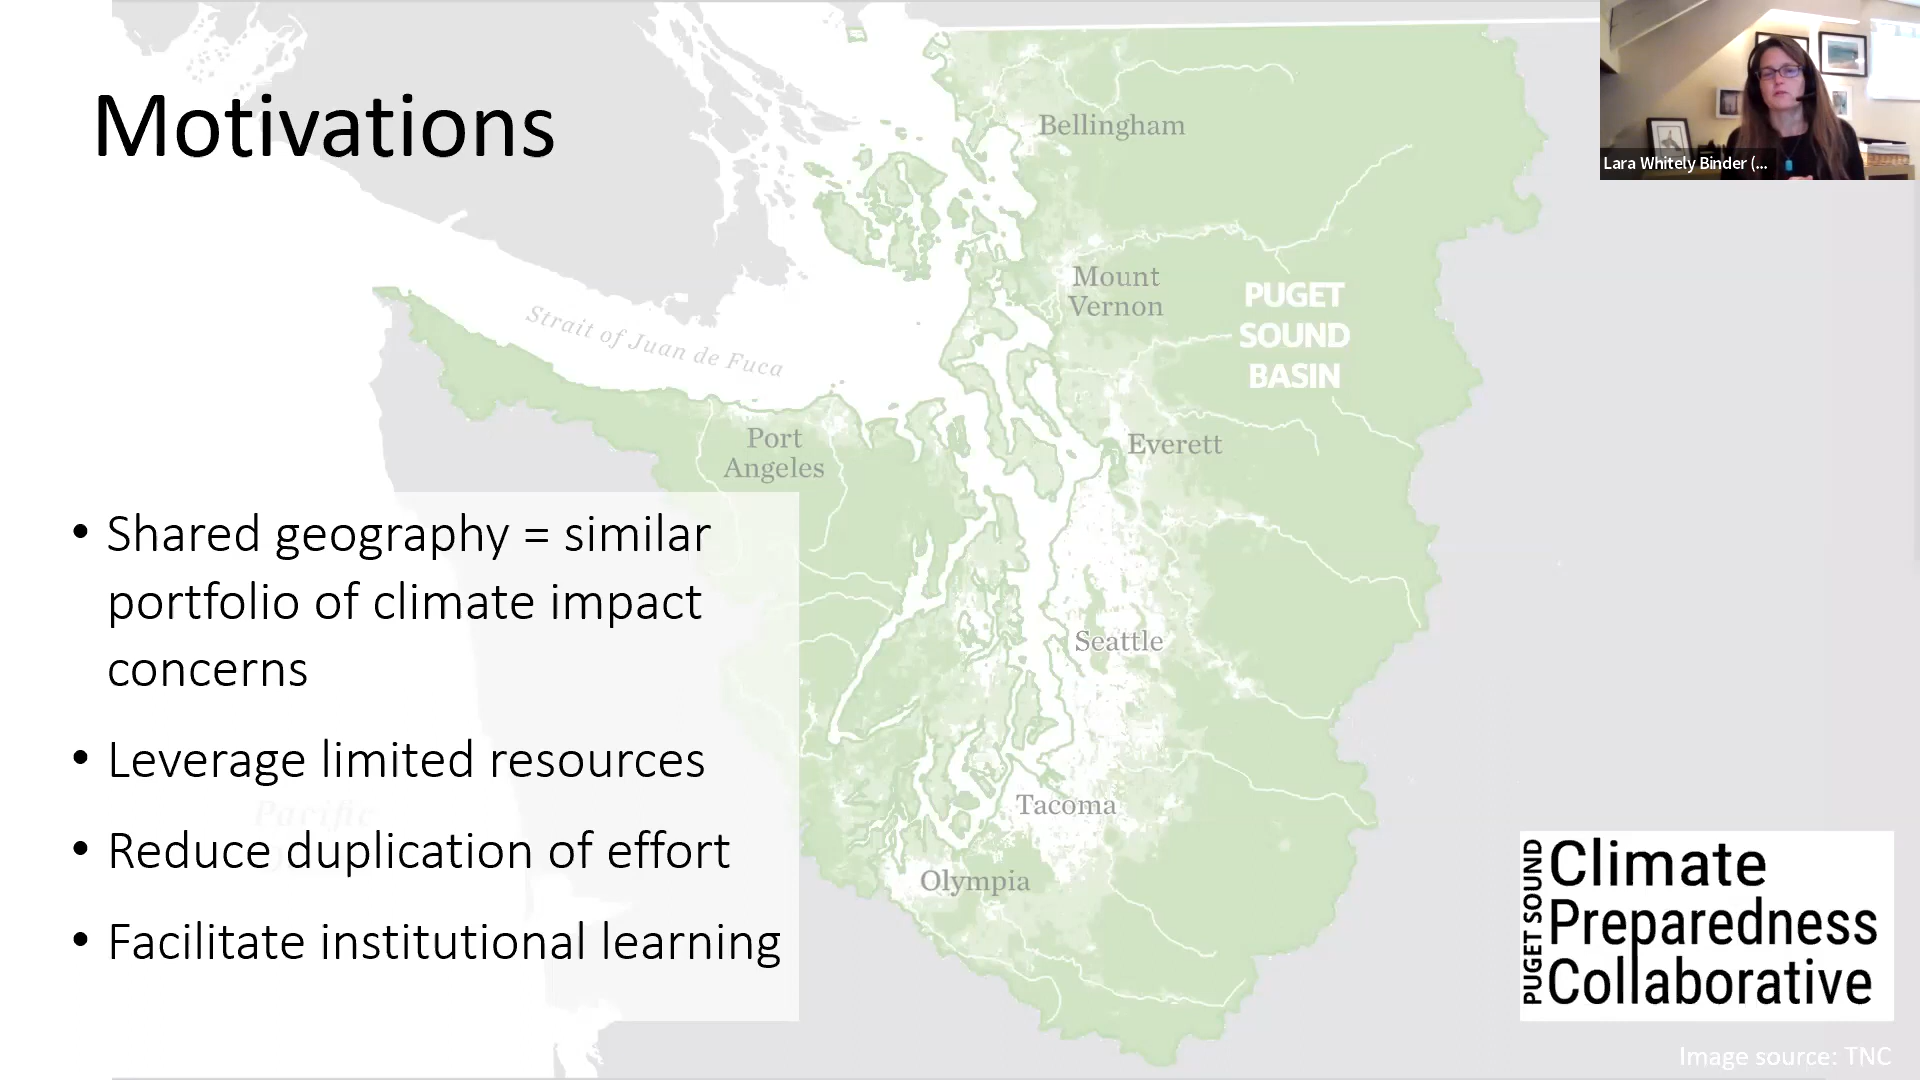 Motivations
Lara Whitely Binder (...
Bellingham
Mount
Vernon
PUGET
SOUND
BASIN
Strait of Juan de Fuca
Port
Angeles
Everett
Seattle
Tacoma
Olympia
Pacific
• Shared geography = similar
portfolio of climate impact
concerns
• Leverage limited resources
• Reduce duplication of effort
• Facilitate institutional learning
PUGET SOUND
Climate
Preparedness
Collaborative
Image source: TNC